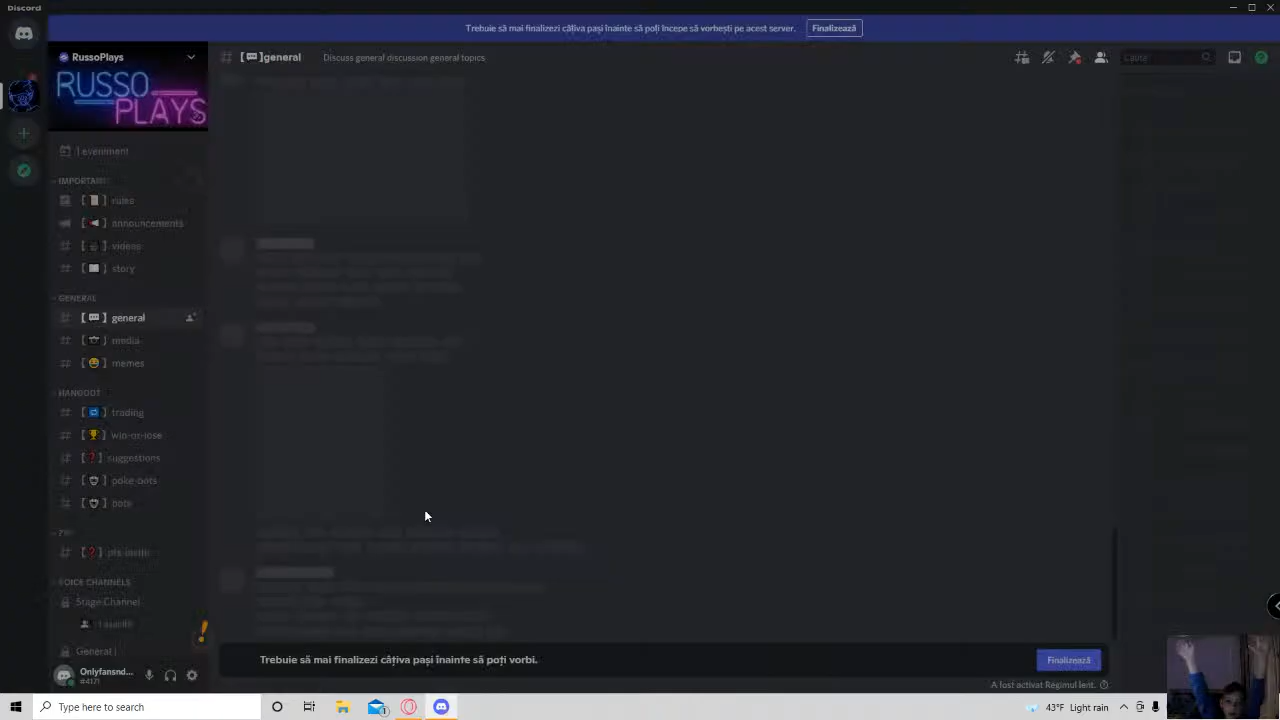 Discord
Trebuie să mai finalizezi câțiva pași înainte să poți începe să vorbești pe acest server.
Finalizează
RussoPlays
[ ]general
Discuss general discussion general topics
Caută
RUSSO
PLAYS
1 eveniment
IMPORTANT
[ ] rules
[ ] announcements
[ ] videos
[ ] story
GENERAL
[ ] general
[ ] media
[ ] memes
HANGOUT
[ ] trading
[ ] win-or-lose
[ ] suggestions
[ ] poke-bots
[ ] bots
VOICE CHANNELS
Stage Channel
General |
Trebuie să mai finalizezi câțiva pași înainte să poți vorbi.
Finalizează
Onlyfansnd...
#4121
A fost activat Regimul lent.
Type here to search
43°F Light rain